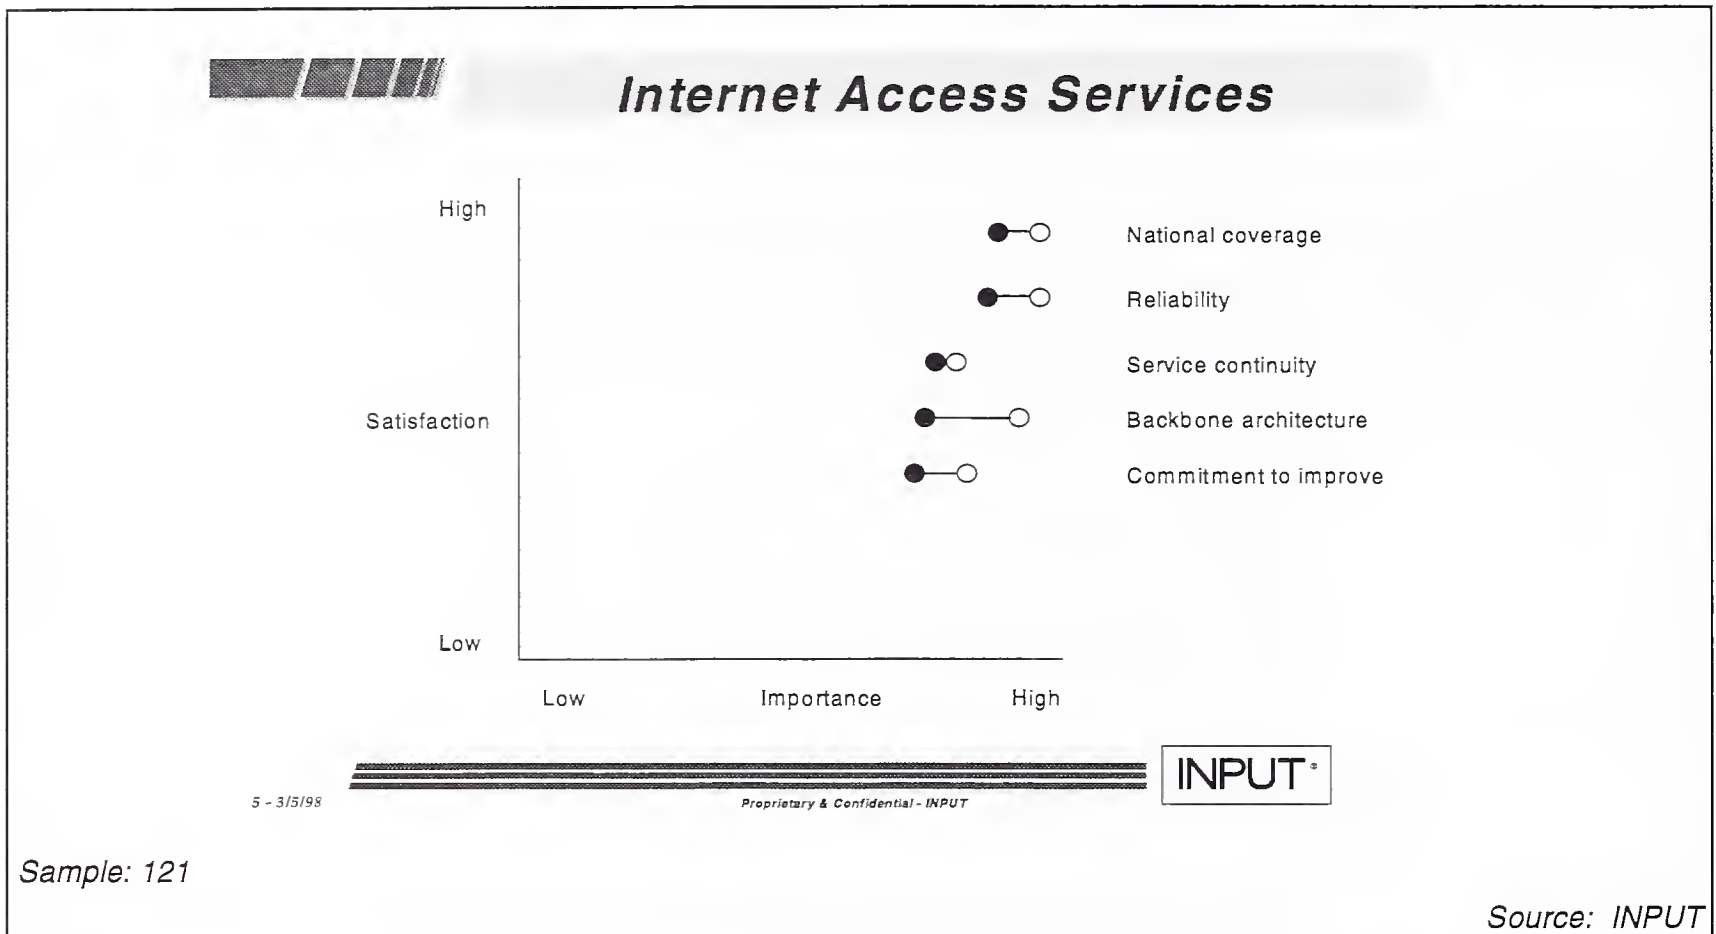 Internet Access Services
High
National coverage
Reliability
Service continuity
Satisfaction
Backbone architecture
Commitment to improve
Low
Low Importance High
INPUT®
5 - 3/5/98
Proprietary & Confidential - INPUT
Sample: 121
Source: INPUT